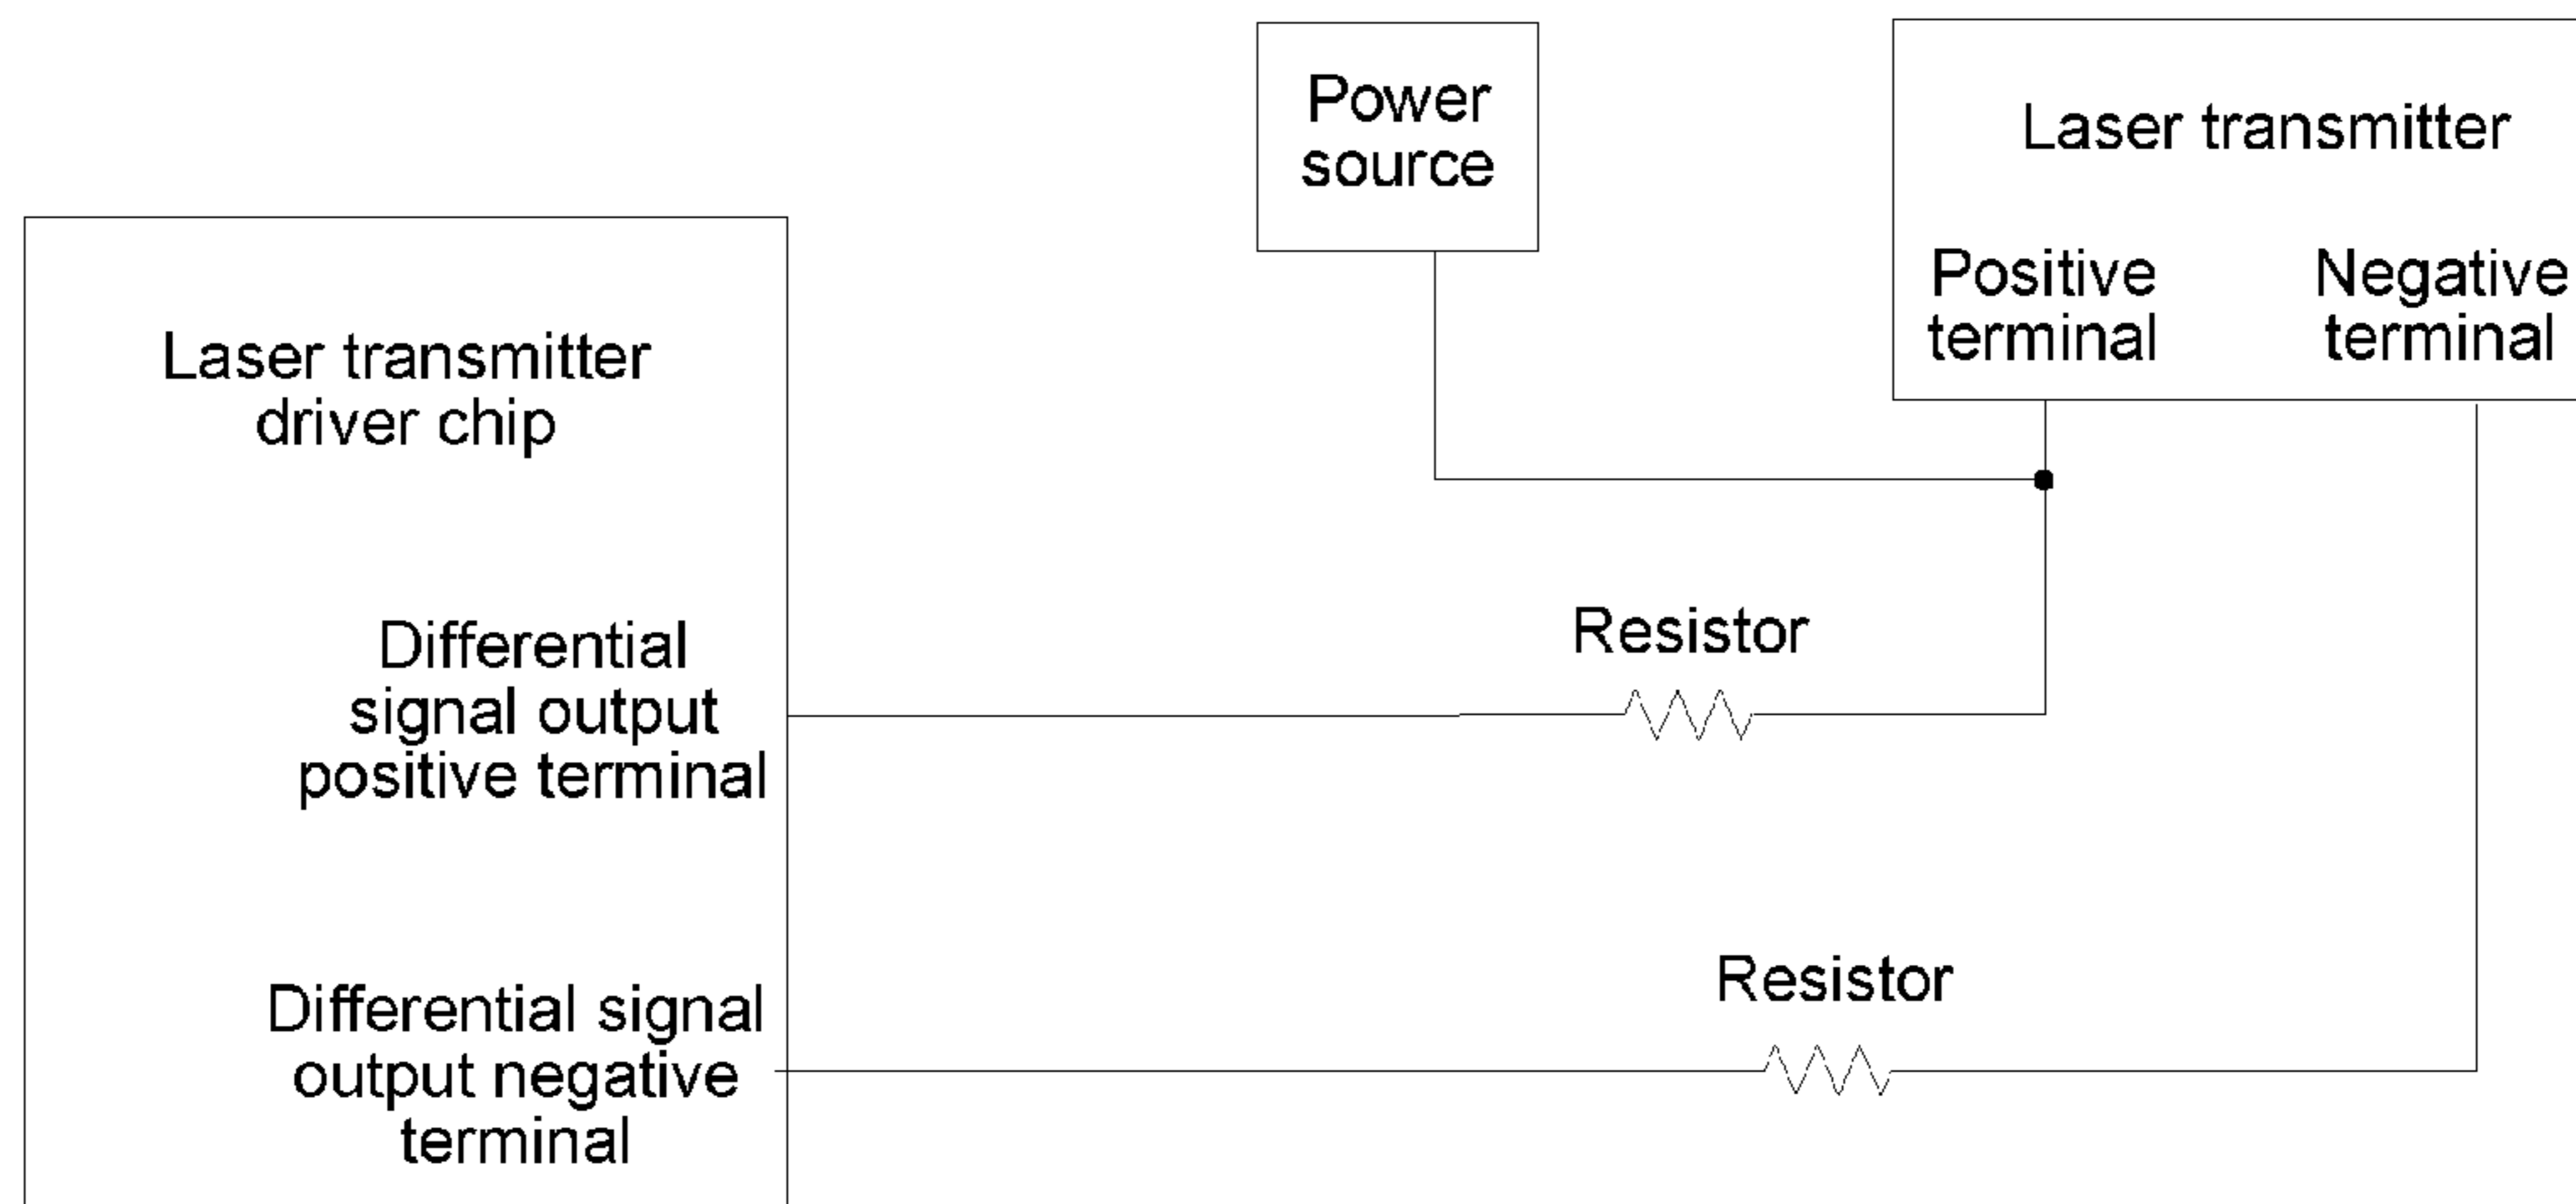 Power
source
Laser transmitter
Positive
terminal
Negative
terminal
Laser transmitter
driver chip
Differential
signal output
positive terminal
Resistor
Differential signal
output negative
terminal
Resistor